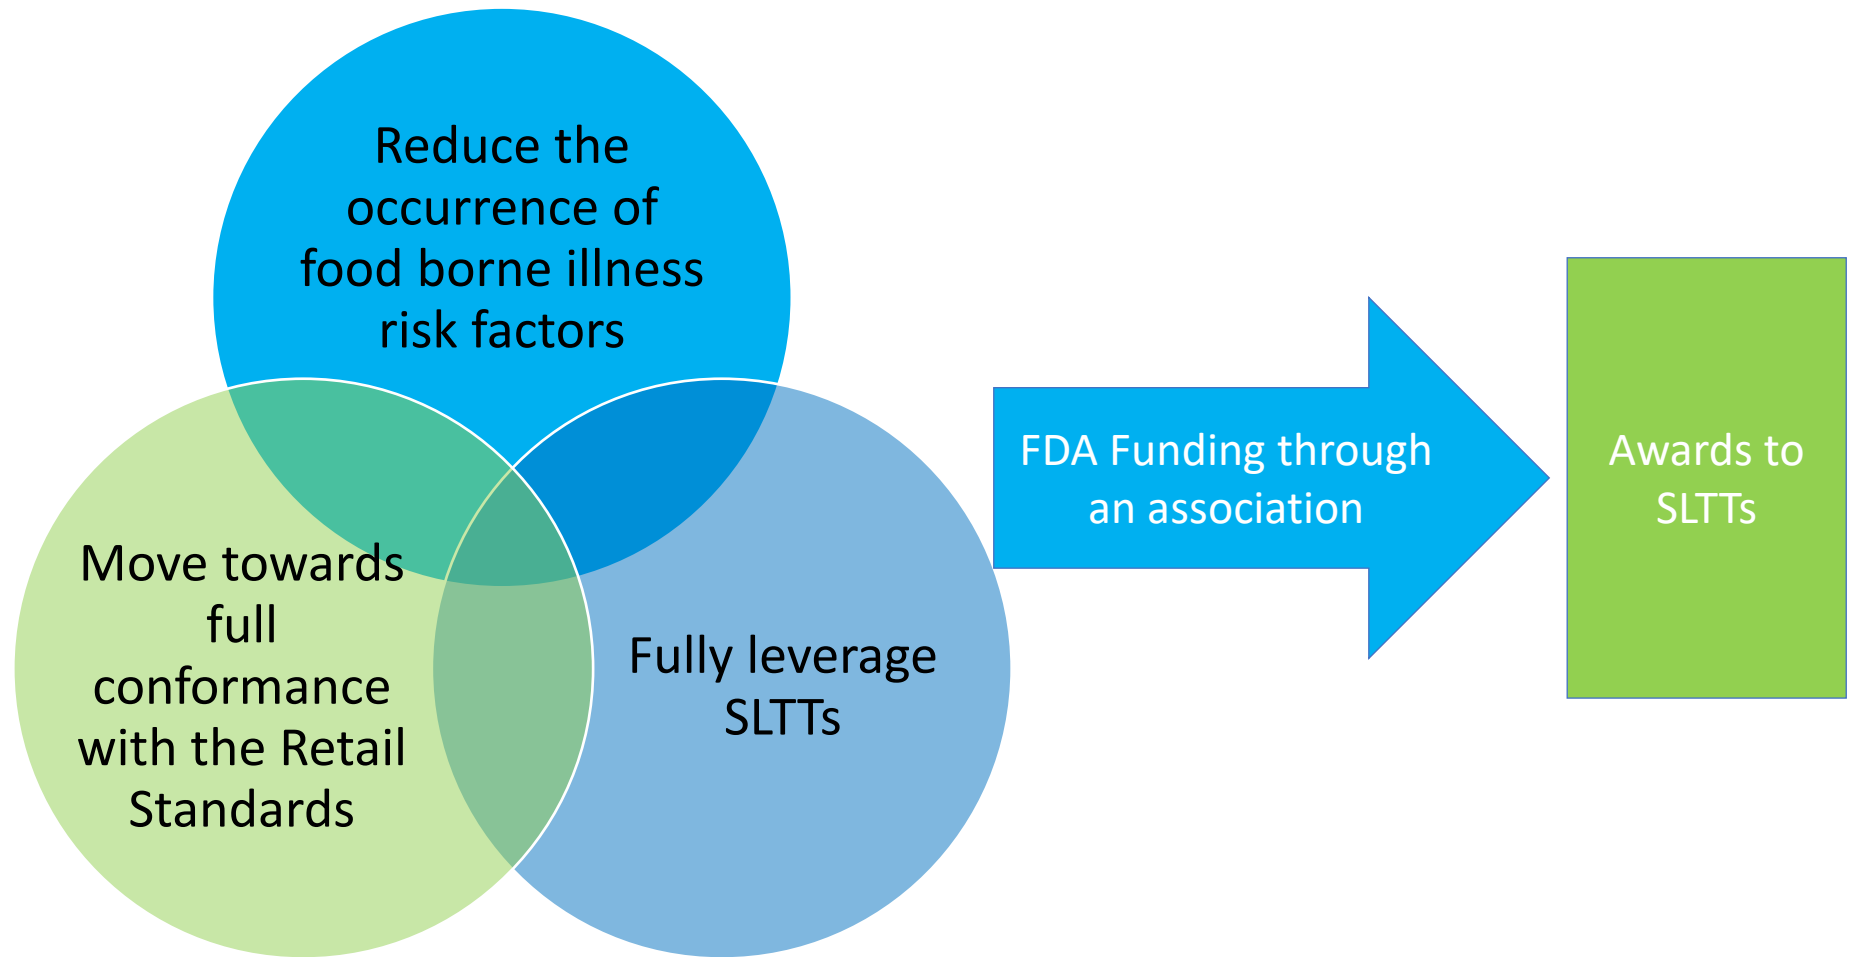 Reduce the
occurrence of
food borne illness
risk factors
Move towards
full
conformance
with the Retail
Standards
Fully leverage
SLTTs
FDA Funding through
an association
Awards to
SLTTs